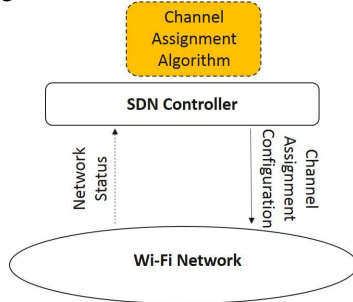 Channel
Assignment
Algorithm
SDN Controller
Network
Status
Channel
Assignment
Configuration
Wi-Fi Network